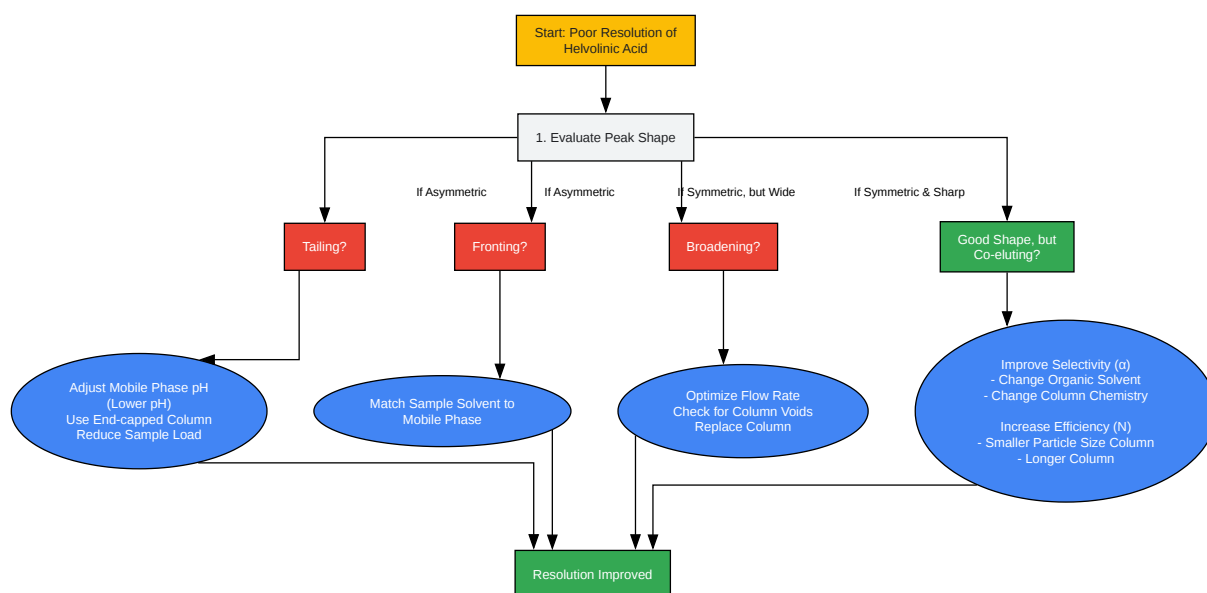 Start: Poor Resolution of
Helvolinic Acid
1. Evaluate Peak Shape
If Asymmetric
If Asymmetric
If Symmetric, but Wide
If Symmetric & Sharp
Tailing?
Fronting?
Broadening?
Good Shape, but
Co-eluting?
Adjust Mobile Phase pH
(Lower pH)
Use End-capped Column
Reduce Sample Load
Match Sample Solvent to
Mobile Phase
Optimize Flow Rate
Check for Column Voids
Replace Column
Improve Selectivity (α)
- Change Organic Solvent
- Change Column Chemistry
Increase Efficiency (N)
- Smaller Particle Size Column
- Longer Column
Resolution Improved